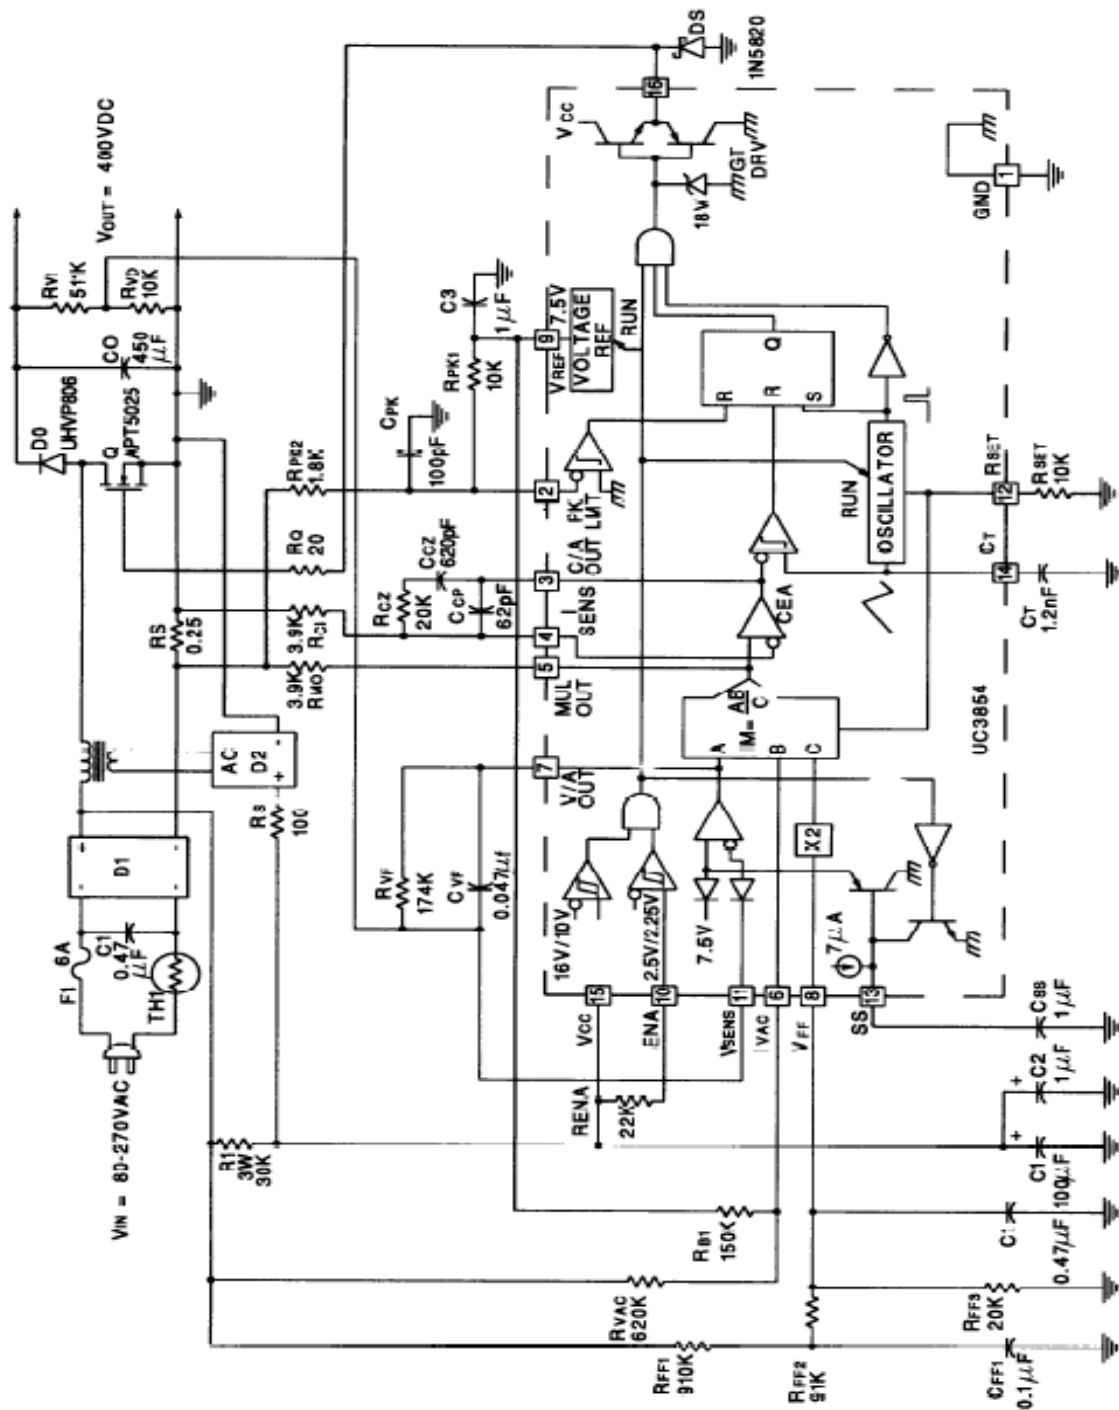 VIN = 80-270VAC
F1
6A
C1
0.47
μF
TH1
D1
AC
D2
RS
100
RS
0.25
D0
UHVP806
Q
APT5025
CO
450
μF
RVI
511K
RVD
10K
VOUT = 400VDC
R1
3W
30K
RVF
174K
CVF
0.047μf
3.9K
RMO
3.9K
RCI
RQ
20
RPK2
1.8K
RCZ
20K
CCZ
620pF
CCP
62pF
CPK
100pF
RPK1
10K
C3
1μF
7.5V
DS
1N5820
7
V/A
OUT
5
MUL
OUT
4
I
SENS
3
C/A
OUT
2
PK
LMT
9
VREF
VOLTAGE
REF
RUN
16
VCC
18V
GT
DRV
GND
1
16V/10V
2.5V/2.25V
7.5V
7μA
X2
A
B
C
IM=
AB
C
CEA
R
R
S
Q
RUN
OSCILLATOR
UC3854
15
VCC
10
ENA
11
VSENS
6
IVAC
8
VFF
13
SS
14
CT
12
RSET
RENA
22K
RB1
150K
RVAC
620K
RFF1
910K
RFF2
91K
RFF3
20K
CFF1
0.1μF
C1
0.47μF
C1
100μF
+
C2
1μF
+
CSS
1μF
CT
1.2nF
RSET
10K